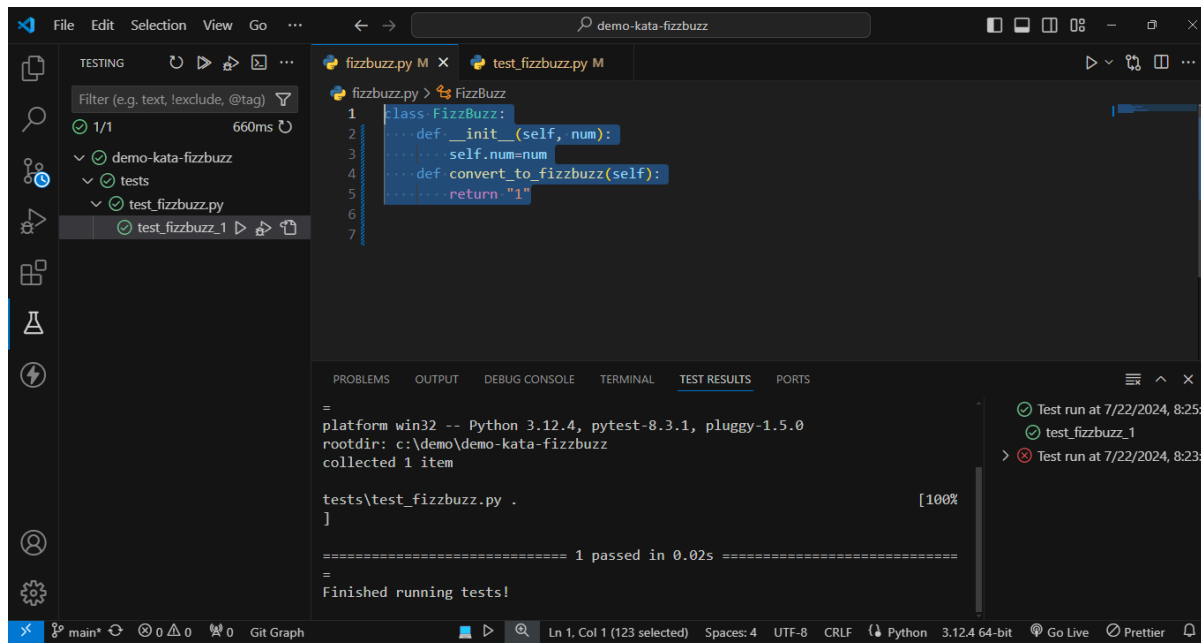 File Edit Selection View Go ···
demo-kata-fizzbuzz
TESTING
Filter (e.g. text, !exclude, @tag)
1/1 660ms
demo-kata-fizzbuzz
tests
test_fizzbuzz.py
test_fizzbuzz_1
fizzbuzz.py M test_fizzbuzz.py M
fizzbuzz.py > FizzBuzz
1 class FizzBuzz:
2 def __init__(self, num):
3 self.num=num
4 def convert_to_fizzbuzz(self):
5 return "1"
6
7
PROBLEMS OUTPUT DEBUG CONSOLE TERMINAL TEST RESULTS PORTS
=
platform win32 -- Python 3.12.4, pytest-8.3.1, pluggy-1.5.0
rootdir: c:\demo\demo-kata-fizzbuzz
collected 1 item
tests\test_fizzbuzz.py . [100%
]
============================== 1 passed in 0.02s =============================
=
Finished running tests!
Test run at 7/22/2024, 8:25:
test_fizzbuzz_1
Test run at 7/22/2024, 8:23:
main* 0 0 0 Git Graph Ln 1, Col 1 (123 selected) Spaces: 4 UTF-8 CRLF Python 3.12.4 64-bit Go Live Prettier